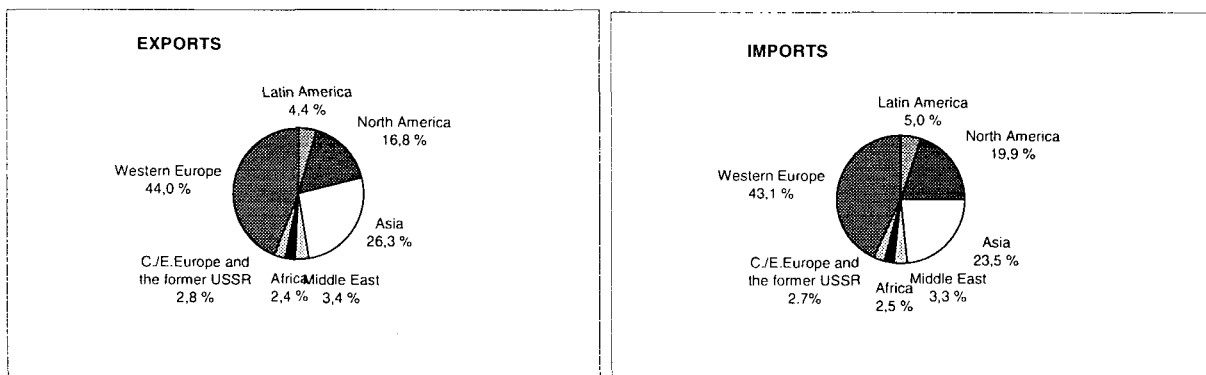 EXPORTS
Latin America
4,4 %
North America
16,8 %
Western Europe
44,0 %
Asia
26,3 %
C./E.Europe and
the former USSR
2,8 %
Africa
2,4 %
Middle East
3,4 %
IMPORTS
Latin America
5,0 %
North America
19,9 %
Western Europe
43,1 %
Asia
23,5 %
C./E.Europe and
the former USSR
2.7%
Africa
2,5 %
Middle East
3,3 %